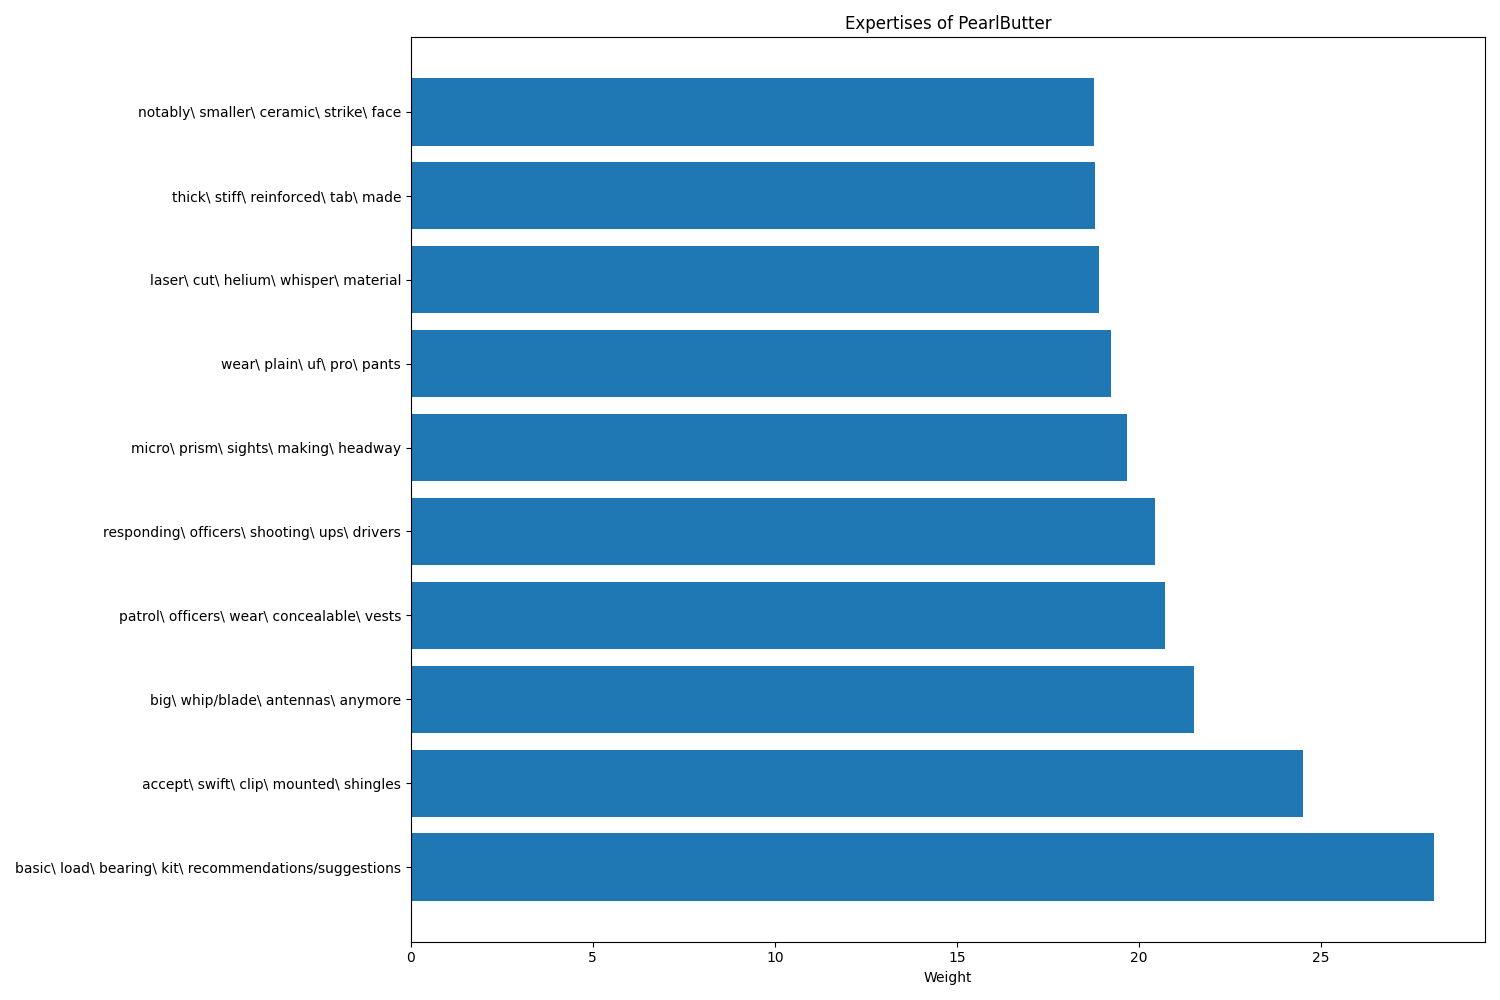 Expertises of PearlButter
notably\ smaller\ ceramic\ strike\ face
thick\ stiff\ reinforced\ tab\ made
laser\ cut\ helium\ whisper\ material
wear\ plain\ uf\ pro\ pants
micro\ prism\ sights\ making\ headway
responding\ officers\ shooting\ ups\ drivers
patrol\ officers\ wear\ concealable\ vests
big\ whip/blade\ antennas\ anymore
accept\ swift\ clip\ mounted\ shingles
basic\ load\ bearing\ kit\ recommendations/suggestions
0 5 10 15 20 25
Weight